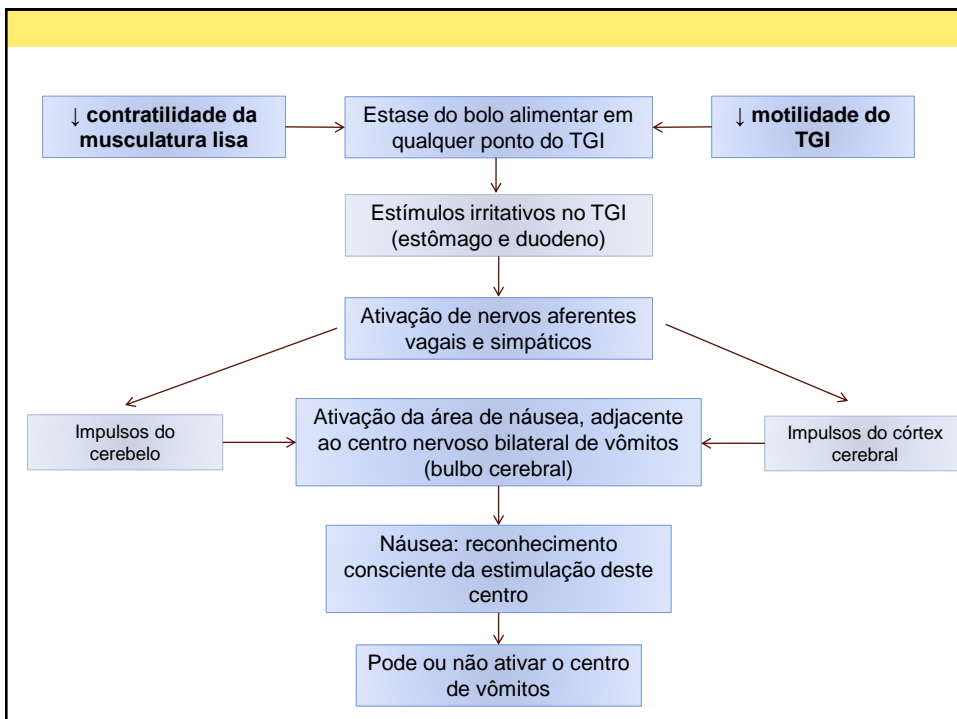 ↓ contratilidade da
musculatura lisa
Estase do bolo alimentar em
qualquer ponto do TGI
↓ motilidade do
TGI
Estímulos irritativos no TGI
(estômago e duodeno)
Ativação de nervos aferentes
vagais e simpáticos
Impulsos do
cerebelo
Ativação da área de náusea, adjacente
ao centro nervoso bilateral de vômitos
(bulbo cerebral)
Impulsos do córtex
cerebral
Náusea: reconhecimento
consciente da estimulação deste
centro
Pode ou não ativar o centro
de vômitos